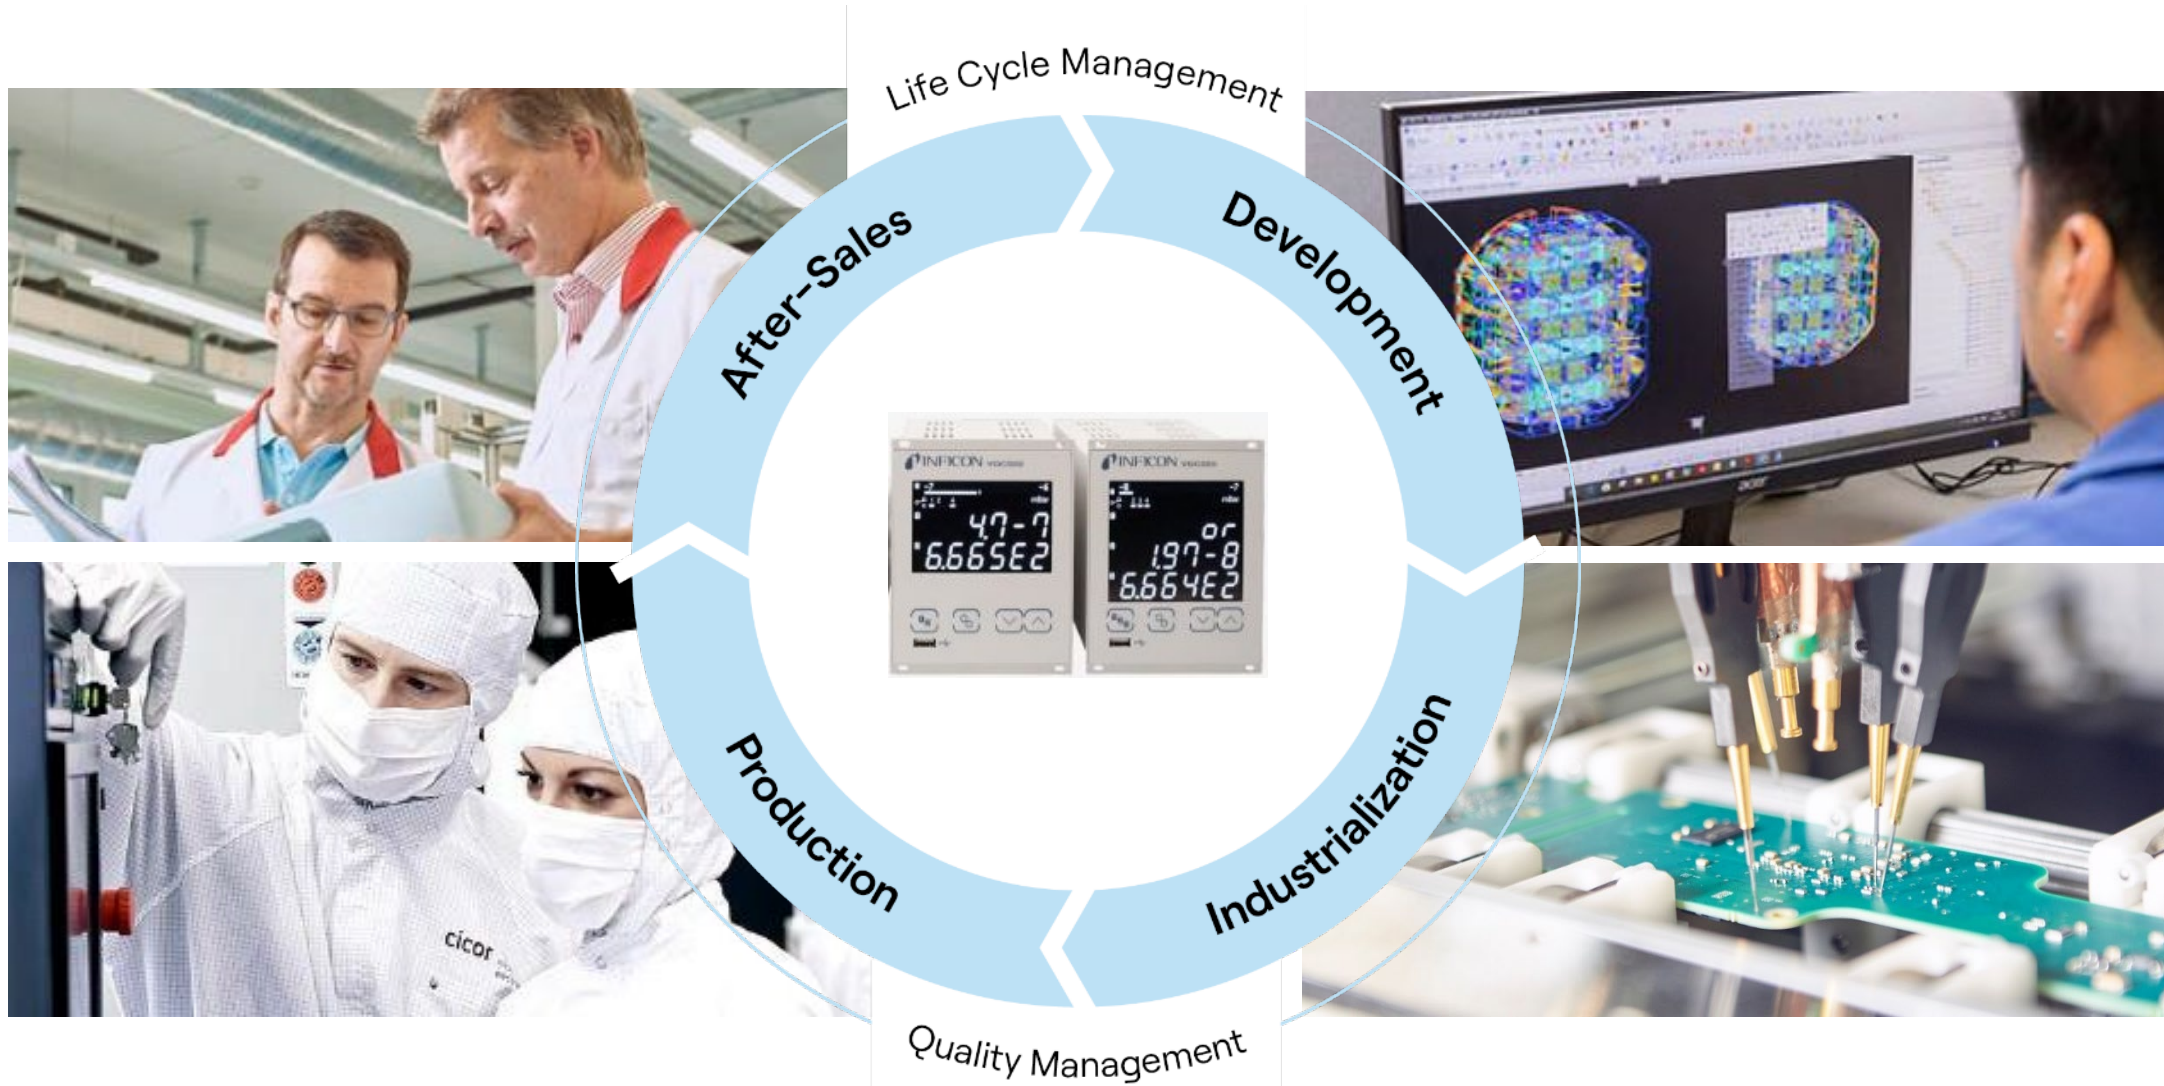 Life Cycle Management
After-Sales
Development
INFICON
INFICON
4.7-7
6.665E2
or
1.97-8
6.664E2
acer
Production
Industrialization
cicor
Quality Management